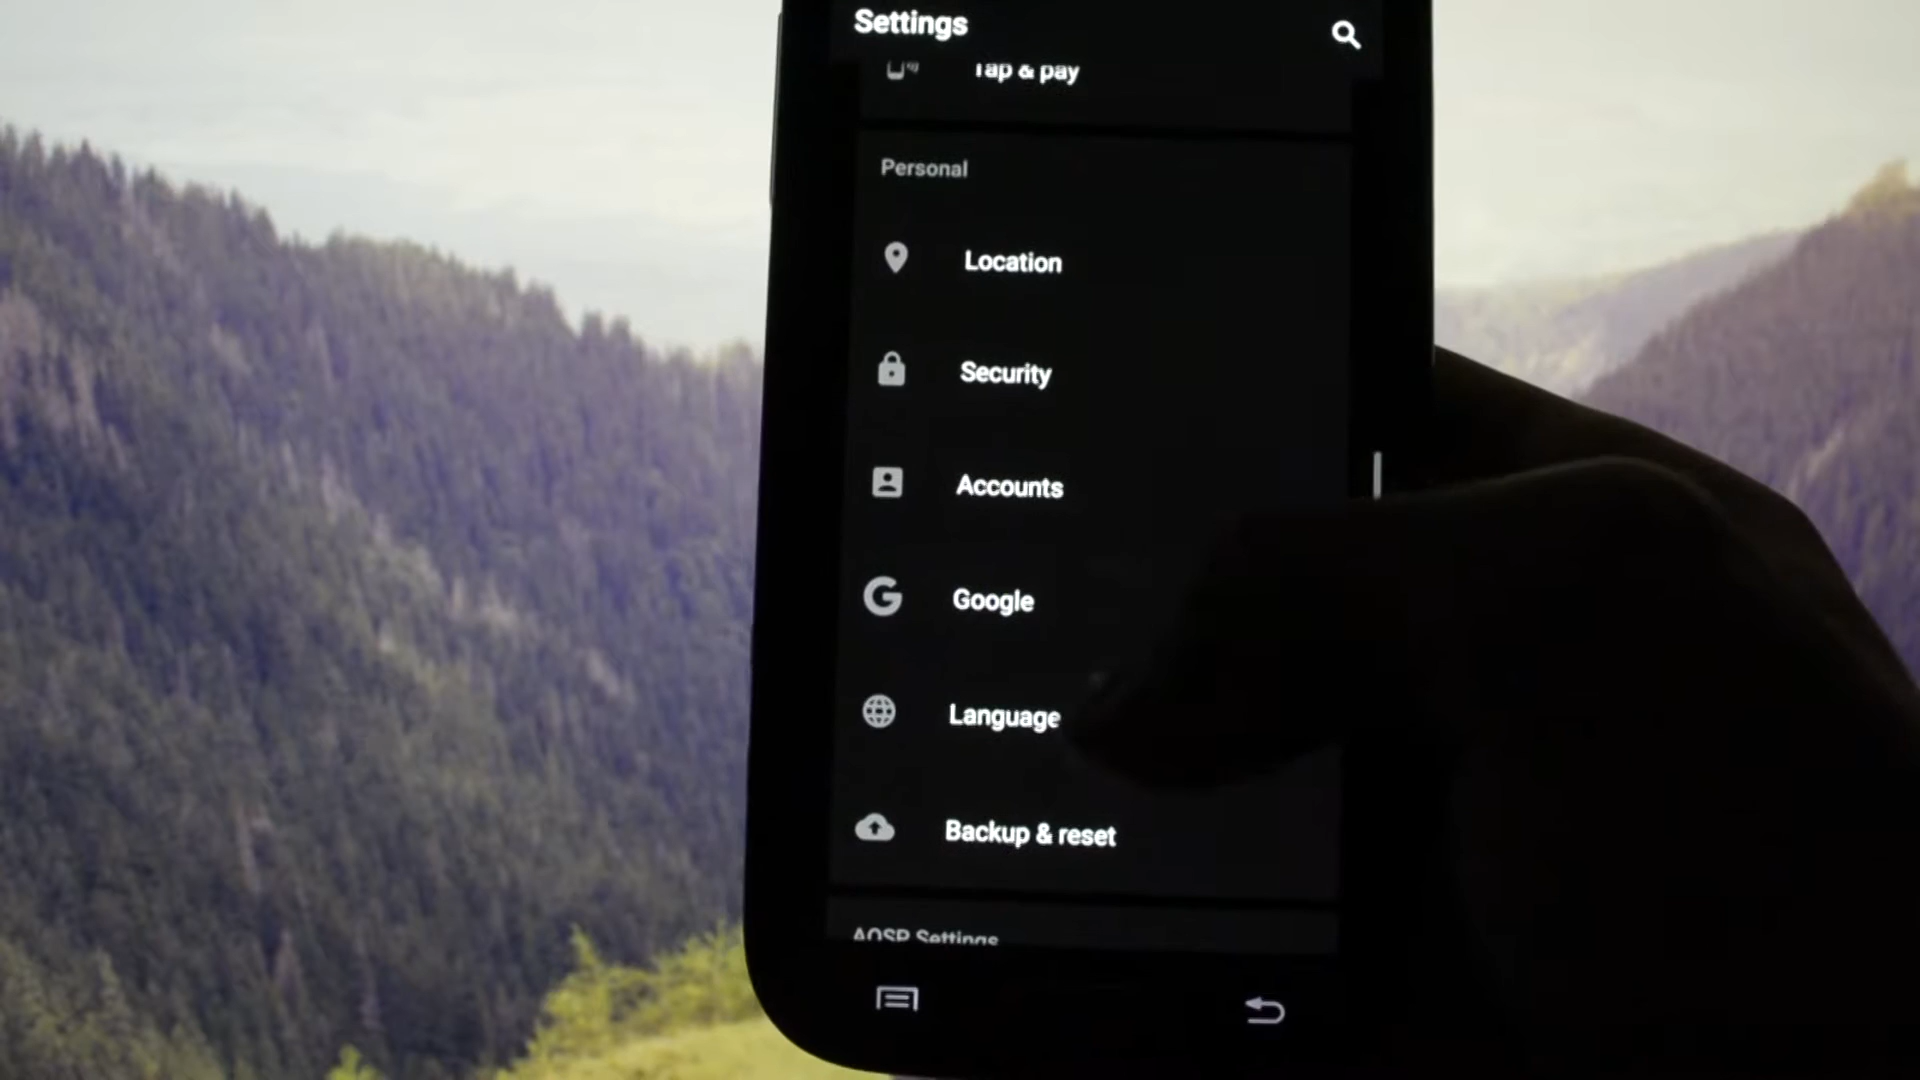 Settings
Tap & pay
Personal
Location
Security
Accounts
Google
Language
Backup & reset
AOSP Settings